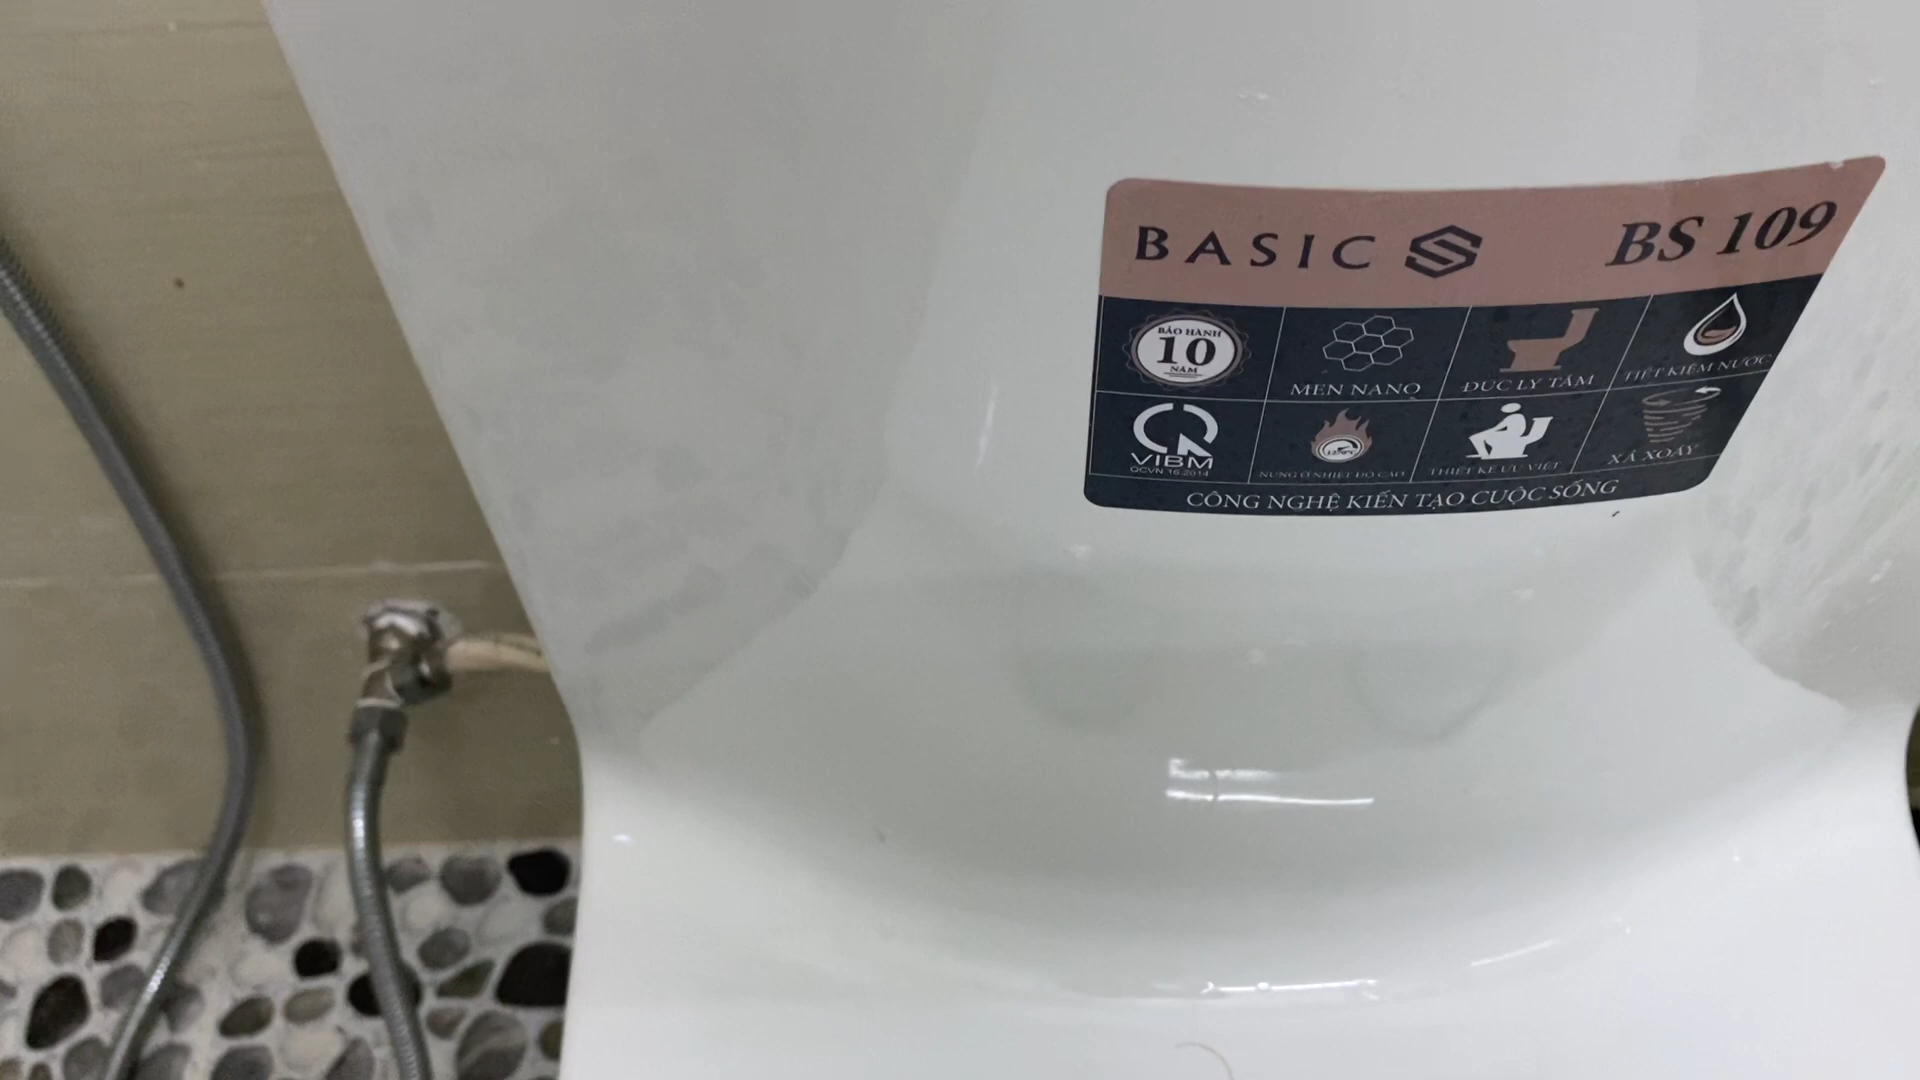 BASIC S BS 109
BẢO HÀNH
10
NĂM
MEN NANO
ĐÚC LY TÂM
TIẾT KIỆM NƯỚC
VIBM
QCVN 16:2014
NUNG Ở NHIỆT ĐỘ CAO
THIẾT KẾ ƯU VIỆT
XẢ XOÁY
CÔNG NGHỆ KIẾN TẠO CUỘC SỐNG